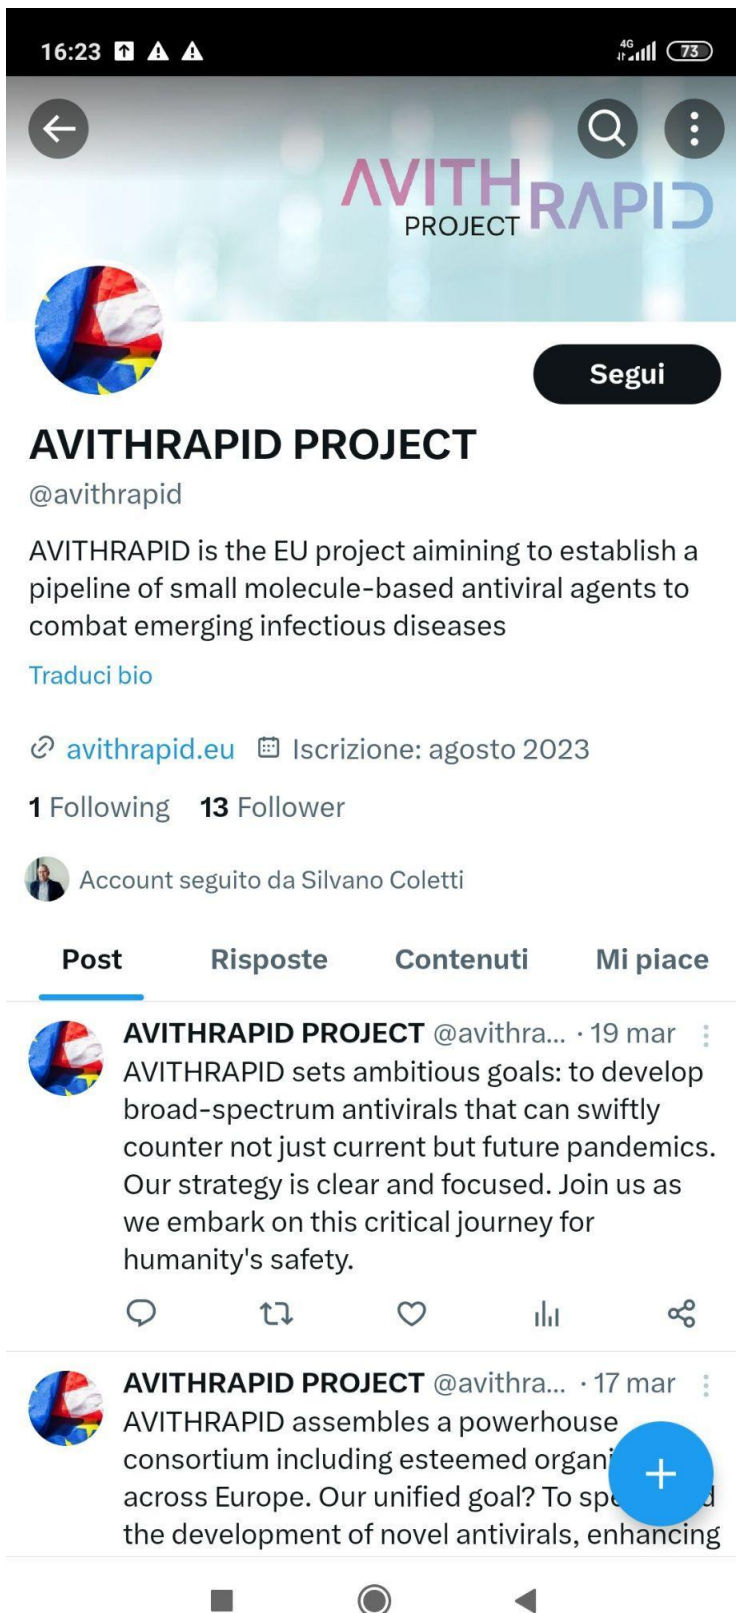 16:23
4G
73
AVITHRAPID
PROJECT
Segui
AVITHRAPID PROJECT
@avithrapid
AVITHRAPID is the EU project aimining to establish a
pipeline of small molecule-based antiviral agents to
combat emerging infectious diseases
Traduci bio
avithrapid.eu Iscrizione: agosto 2023
1 Following 13 Follower
Account seguito da Silvano Coletti
Post Risposte Contenuti Mi piace
AVITHRAPID PROJECT @avithra... · 19 mar
AVITHRAPID sets ambitious goals: to develop
broad-spectrum antivirals that can swiftly
counter not just current but future pandemics.
Our strategy is clear and focused. Join us as
we embark on this critical journey for
humanity's safety.
AVITHRAPID PROJECT @avithra... · 17 mar
AVITHRAPID assembles a powerhouse
consortium including esteemed organi
across Europe. Our unified goal? To
the development of novel antivirals, enhancing